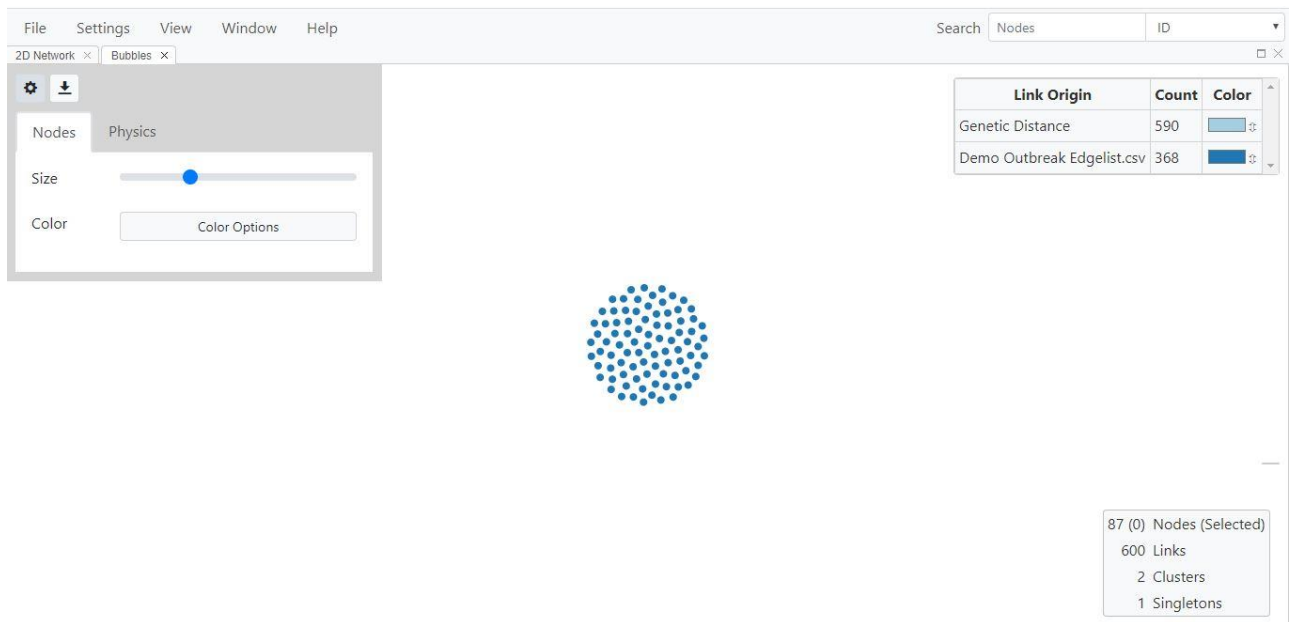 File Settings View Window Help Search Nodes ID
2D Network Bubbles
Link Origin Count Color
Nodes Physics
Genetic Distance 590
Demo Outbreak Edgelist.csv 368
Size
Color Color Options
87 (0) Nodes (Selected)
600 Links
2 Clusters
1 Singletons